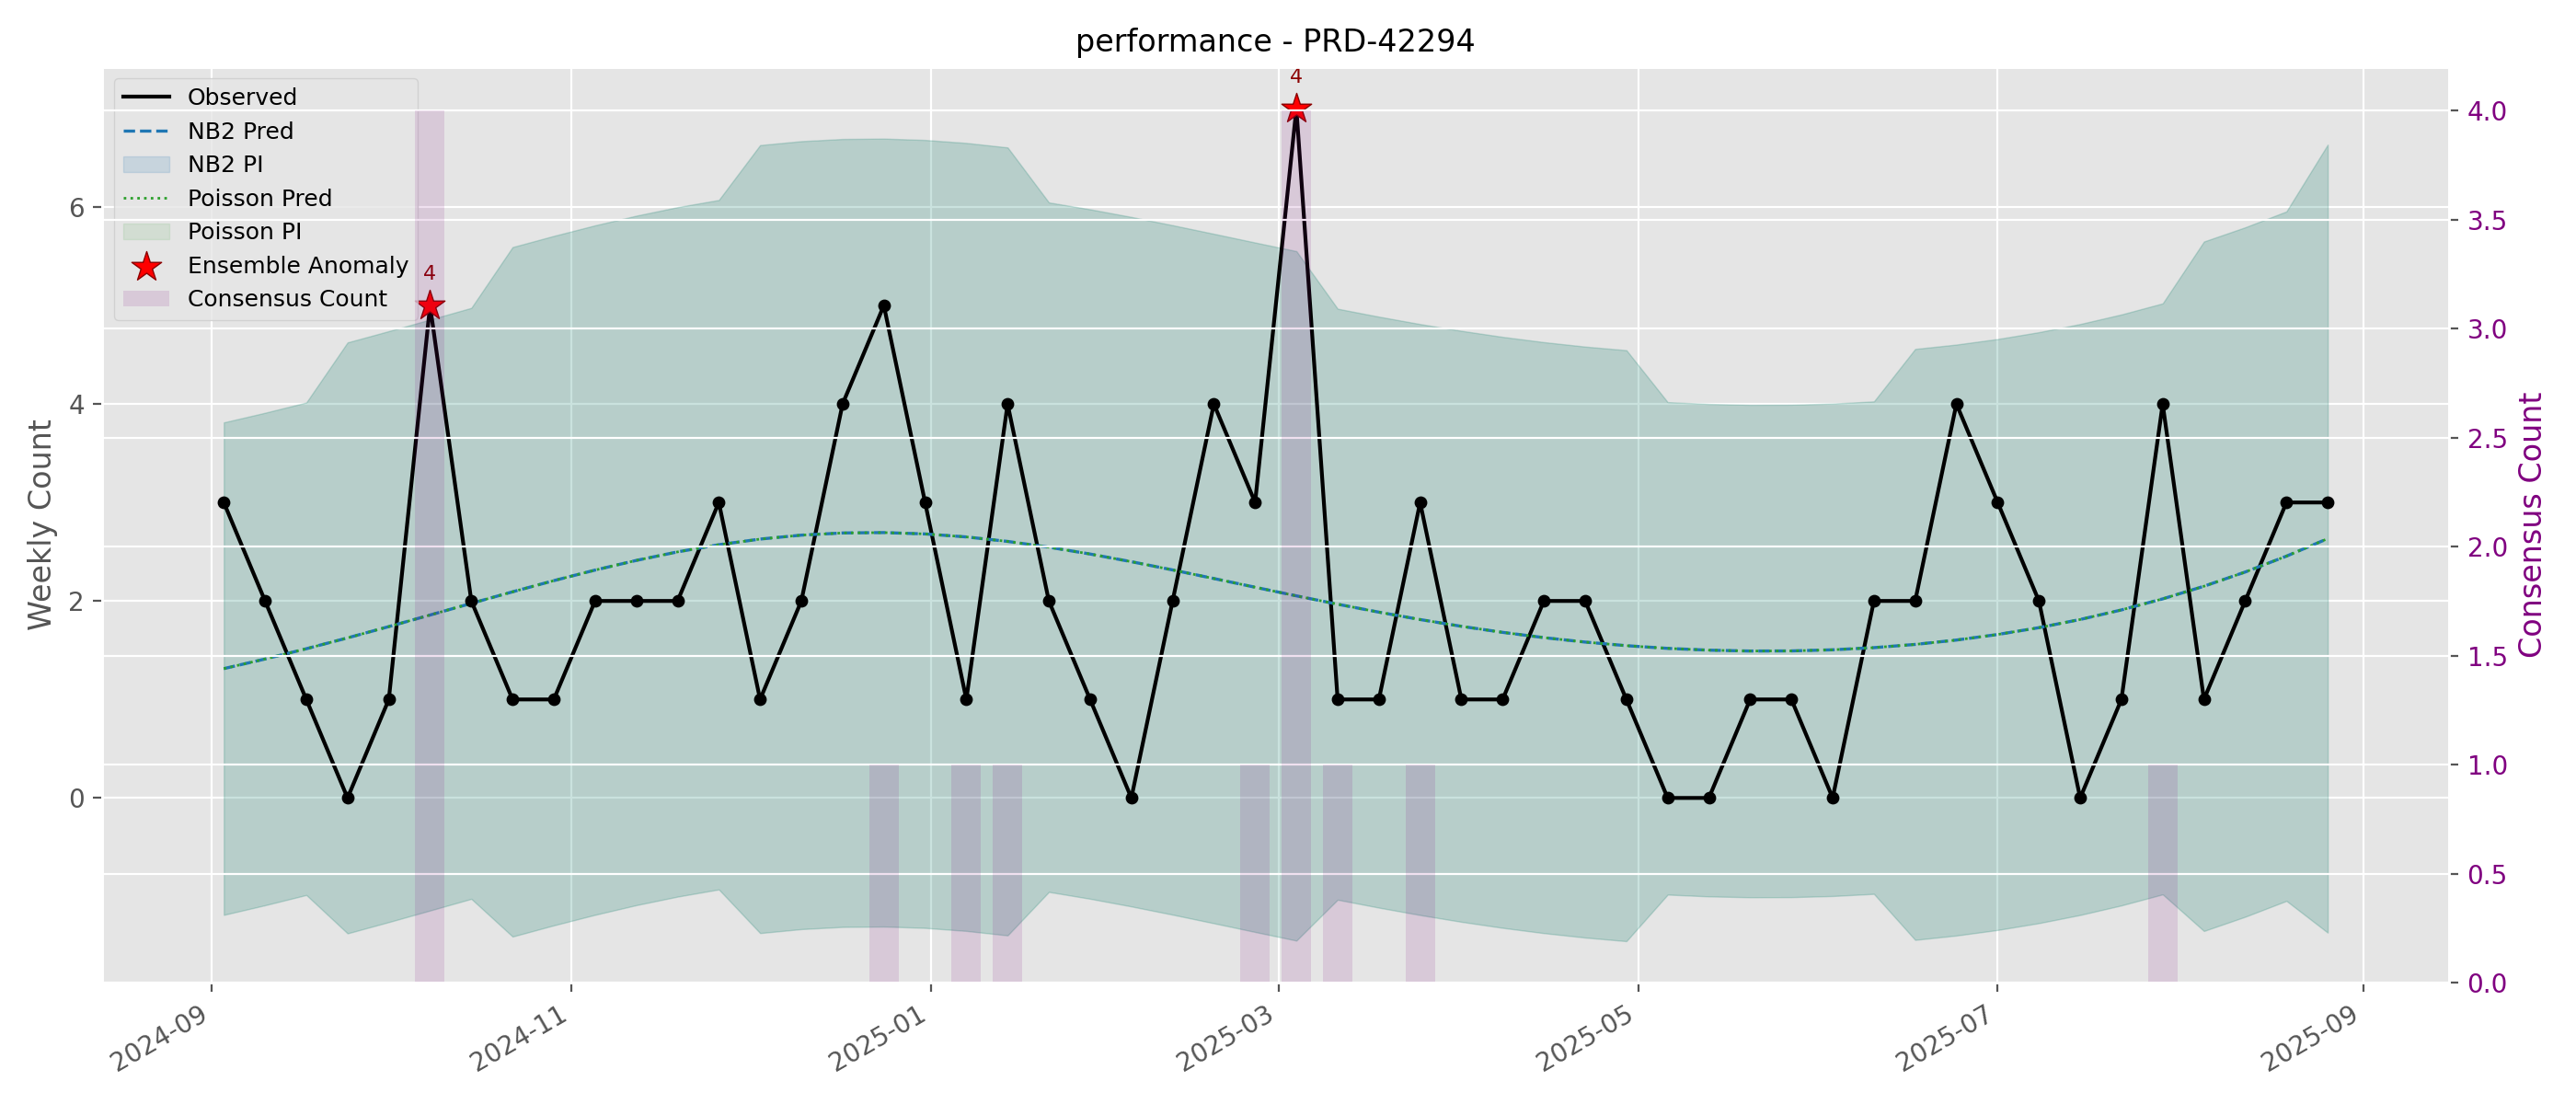 performance - PRD-42294
Observed
NB2 Pred
NB2 PI
Poisson Pred
Poisson PI
Ensemble Anomaly
Consensus Count
4
4
Weekly Count
6
4
2
0
4.0
3.5
3.0
2.5
2.0
1.5
1.0
0.5
0.0
Consensus Count
2024-09
2024-11
2025-01
2025-03
2025-05
2025-07
2025-09